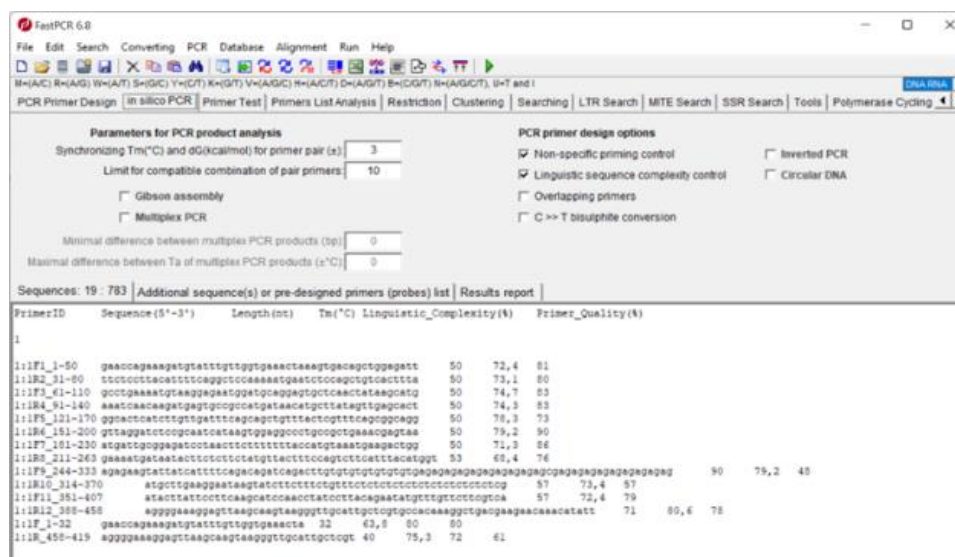 FastPCR 6.8
File Edit Search Converting PCR Database Alignment Run Help
M=(A/C) R=(A/G) W=(A/T) S=(G/C) Y=(C/T) K=(G/T) V=(A/G/C) H=(A/C/T) D=(A/G/T) B=(C/G/T) N=(A/G/C/T), U=T and I
DNA RNA
PCR Primer Design in silico PCR Primer Test Primers List Analysis Restriction Clustering Searching LTR Search MITE Search SSR Search Tools Polymerase Cycling
Parameters for PCR product analysis
Synchronizing Tm(°C) and dG(kcal/mol) for primer pair (±): 3
Limit for compatible combination of pair primers: 10
Gibson assembly
Multiplex PCR
Minimal difference between multiplex PCR products (bp): 0
Maximal difference between Ta of multiplex PCR products (±°C): 0
PCR primer design options
Non-specific priming control Inverted PCR
Linguistic sequence complexity control Circular DNA
Overlapping primers
C >> T bisulphite conversion
Sequences: 19 : 783 Additional sequence(s) or pre-designed primers (probes) list Results report
PrimerID Sequence(5'-3') Length(nt) Tm(°C) Linguistic_Complexity(%) Primer_Quality(%)
1
1:1F1_1-50 gaaccagaaagatgtatttgttggtgaaactaaagtgacagctggagatt 50 72,4 81
1:1R2_31-80 ttctccttacattttcaggctccaaaaatgaatctccagctgtcacttta 50 73,1 80
1:1F3_61-110 gcctgaaaatgtaaggagaatggatgcaggagtgctcaactataagcatg 50 74,7 83
1:1R4_91-140 aaatcaacaagatgagtgccgccatgataacatgcttatagttgagcact 50 74,3 83
1:1F5_121-170 ggcactcatcttgttgatttcagcagctgtttactcgtttcagcggcagg 50 78,3 73
1:1R6_151-200 gttaggatctccgcaatcataagtggaggccctgccgctgaaacgagtaa 50 79,2 90
1:1F7_181-230 atgattgcggagatcctaacttcttttttttaccatgtaaatgaagactgg 50 71,3 86
1:1R8_211-263 gaaaatgataatacttctcttctatgttactttccagtcttcatttacatggt 53 68,4 76
1:1F9_244-333 90 79,2 48
1:1R10_314-370 57 73,4 57
1:1F11_351-407 atacttattccttcaagcatccaacctatccttacagaatatgtttgttcttcgtca 57 72,4 79
1:1R12_388-458 aggggaaaggagttaagcaagtaagggttgcattgctcgtgccacaaaggctgacgaagaacaaacatatt 71 80,6 78
1:1F_1-32 gaaccagaaagatgtatttgttggtgaaacta 32 63,8 80 80
1:1R_458-419 aggggaaaggagttaagcaagtaagggttgcattgctcgt 40 75,3 72 61